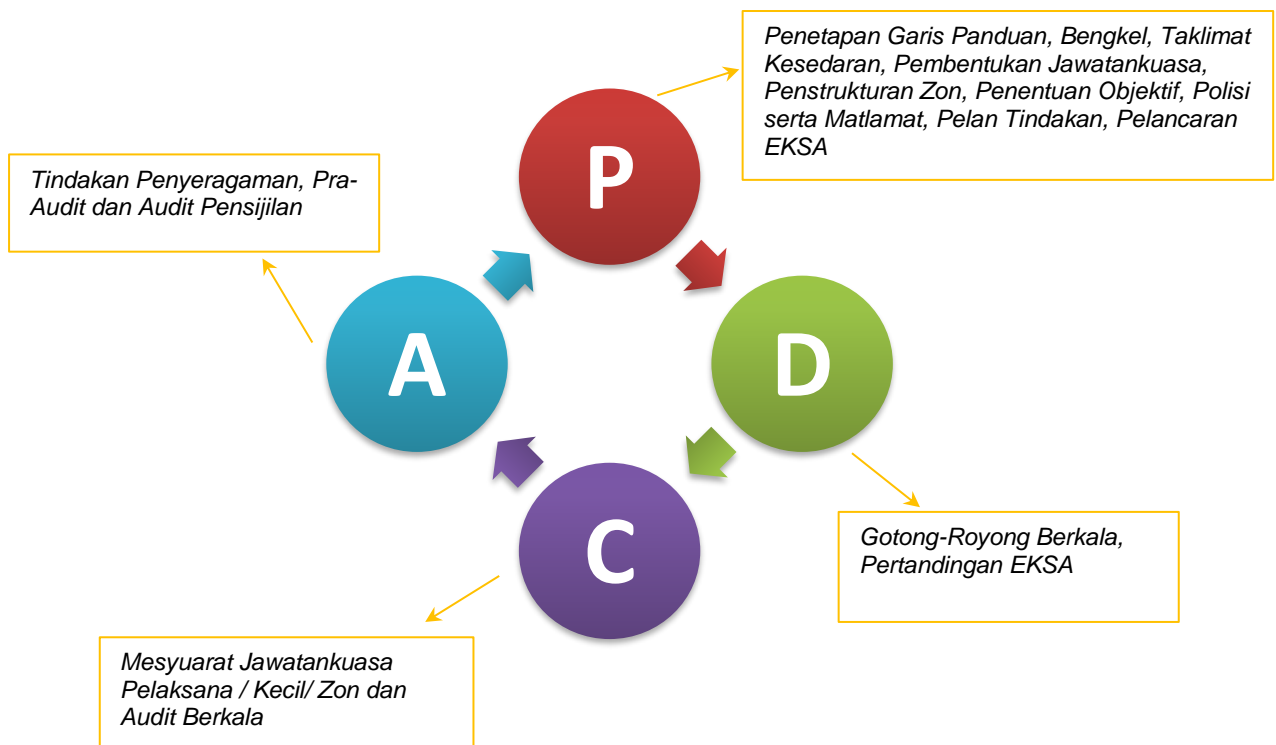 Penetapan Garis Panduan, Bengkel, Taklimat
Kesedaran, Pembentukan Jawatankuasa,
Penstrukturan Zon, Penentuan Objektif, Polisi
serta Matlamat, Pelan Tindakan, Pelancaran
EKSA
P
Tindakan Penyeragaman, Pra-
Audit dan Audit Pensijilan
A
D
Gotong-Royong Berkala,
Pertandingan EKSA
C
Mesyuarat Jawatankuasa
Pelaksana / Kecil/ Zon dan
Audit Berkala